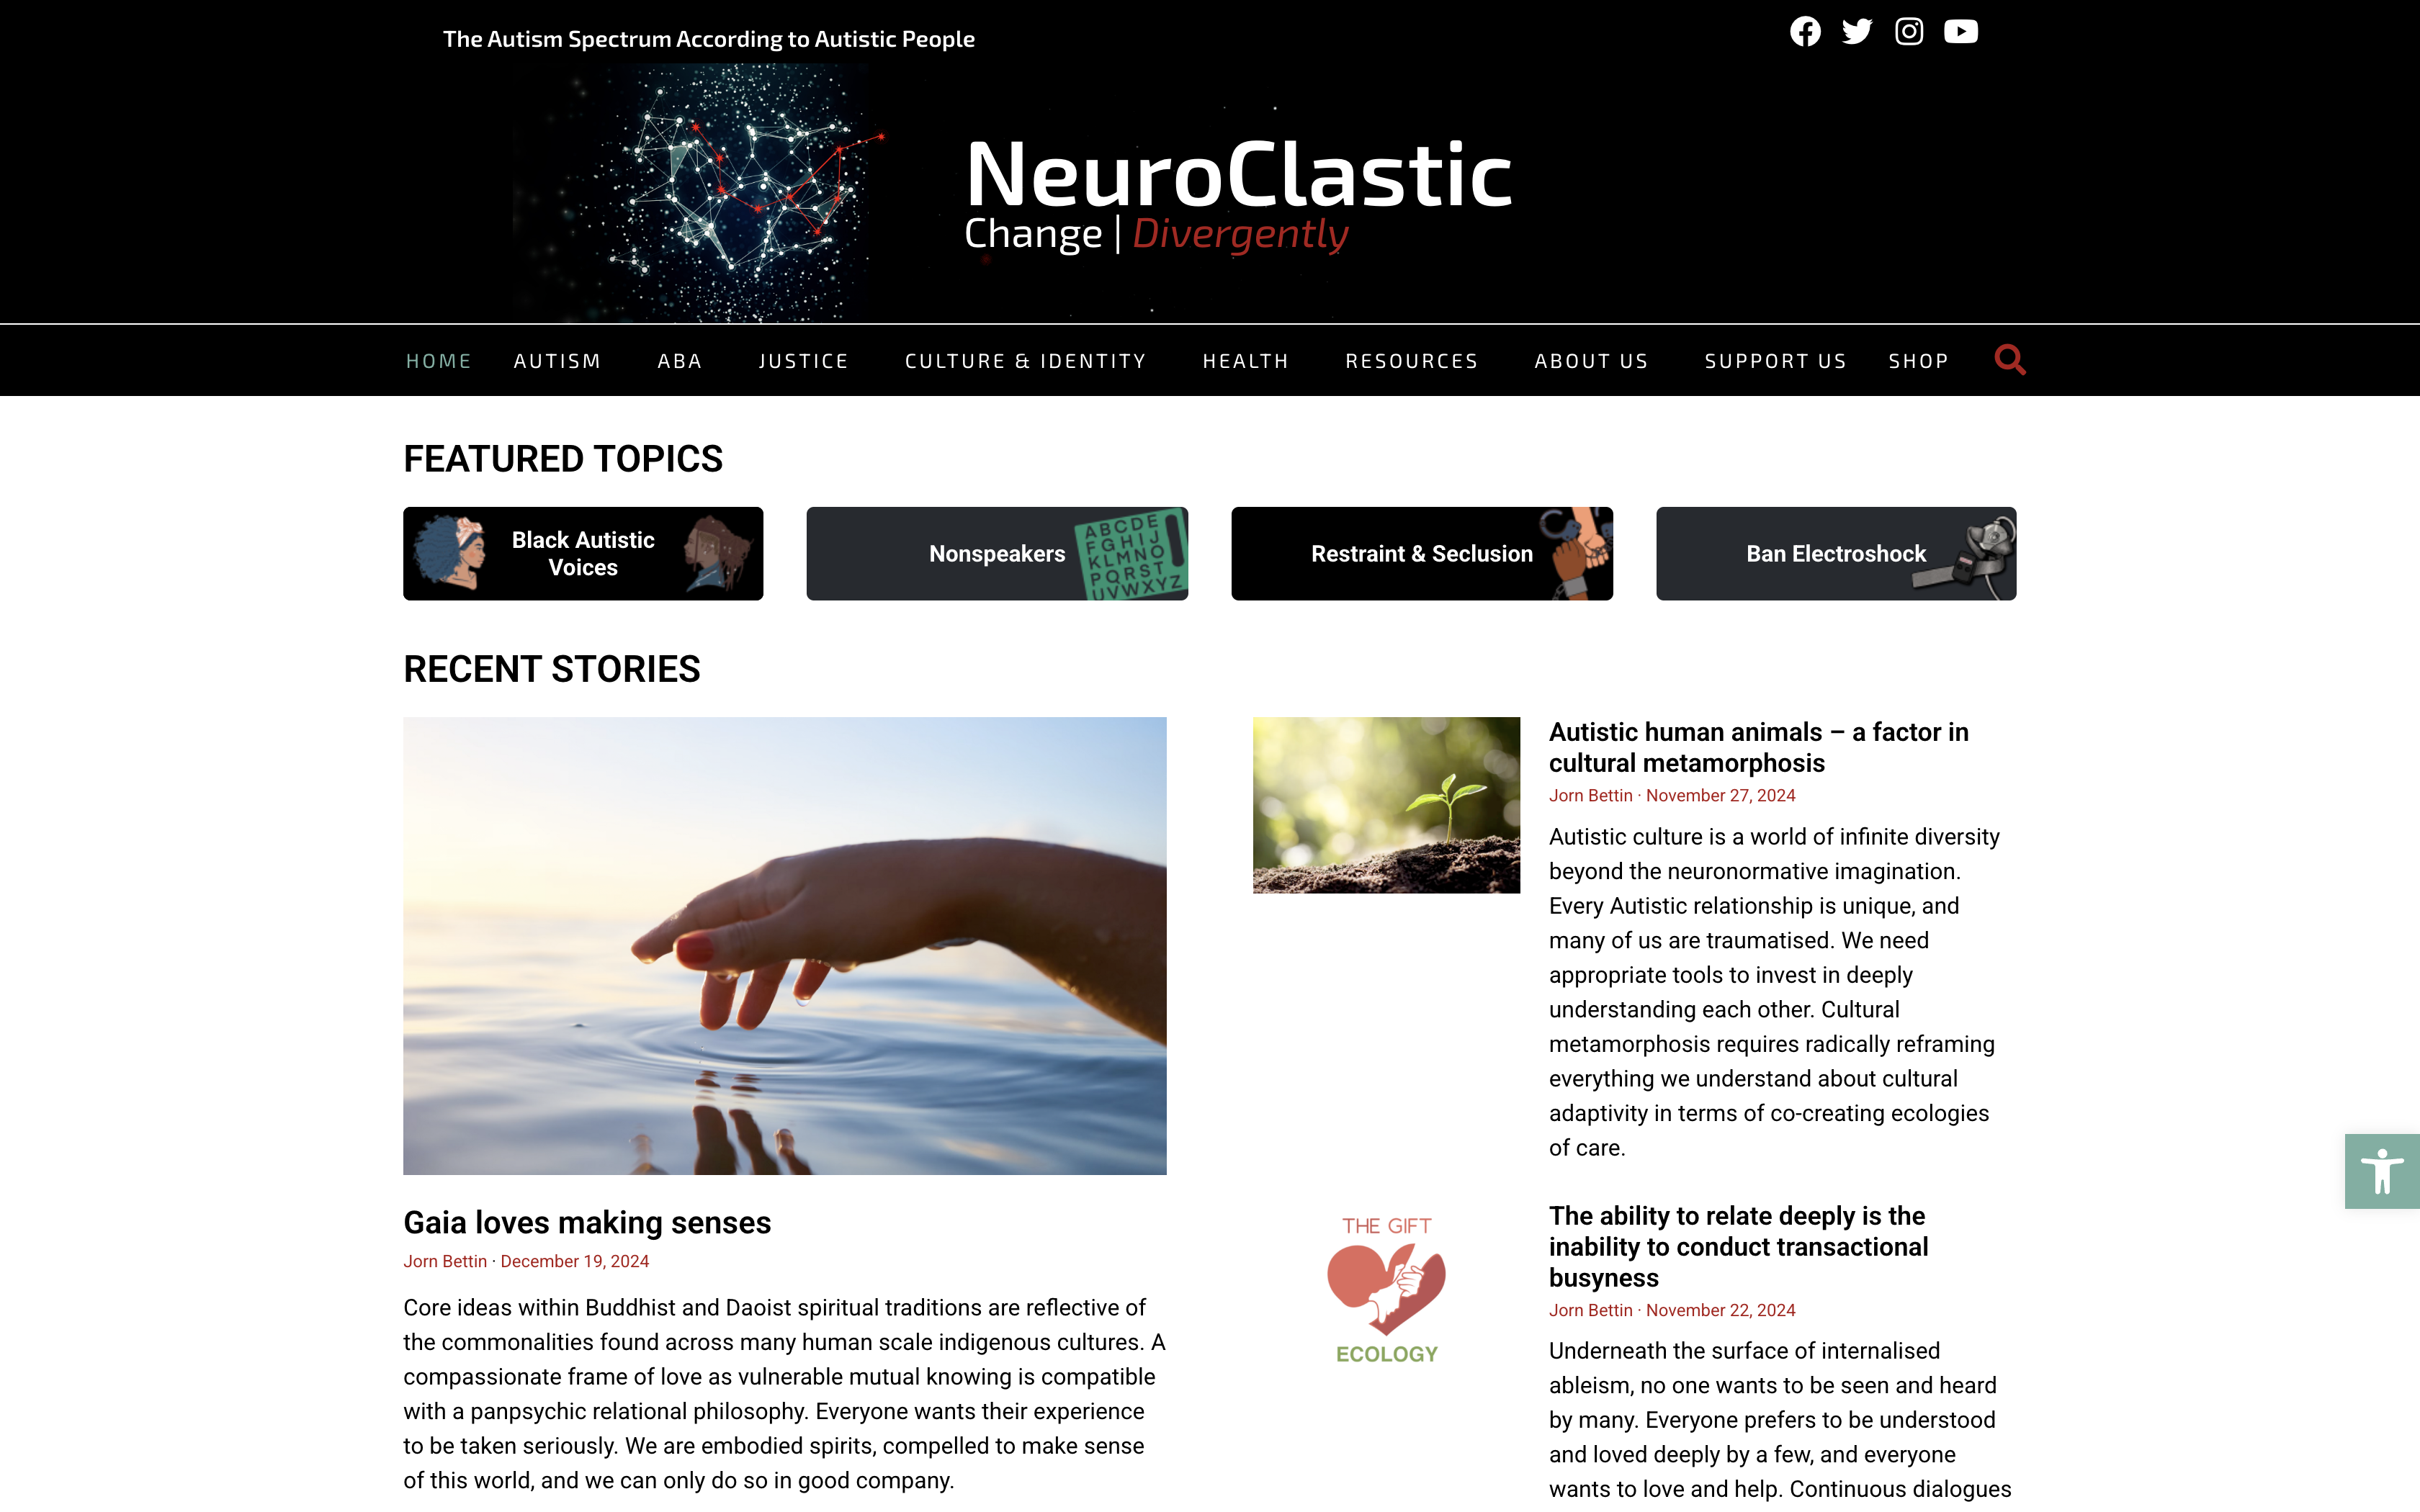 The Autism Spectrum According to Autistic People
NeuroClastic
Change | Divergently
HOME AUTISM ABA JUSTICE CULTURE & IDENTITY HEALTH RESOURCES ABOUT US SUPPORT US SHOP
FEATURED TOPICS
Black Autistic
Voices
Nonspeakers
ABCDE
FGHIJ
KLMNO
PQRST
UVWXYZ
Restraint & Seclusion
Ban Electroshock
RECENT STORIES
Gaia loves making senses
Jorn Bettin · December 19, 2024
Core ideas within Buddhist and Daoist spiritual traditions are reflective of
the commonalities found across many human scale indigenous cultures. A
compassionate frame of love as vulnerable mutual knowing is compatible
with a panpsychic relational philosophy. Everyone wants their experience
to be taken seriously. We are embodied spirits, compelled to make sense
of this world, and we can only do so in good company.
Autistic human animals – a factor in
cultural metamorphosis
Jorn Bettin · November 27, 2024
Autistic culture is a world of infinite diversity
beyond the neuronormative imagination.
Every Autistic relationship is unique, and
many of us are traumatised. We need
appropriate tools to invest in deeply
understanding each other. Cultural
metamorphosis requires radically reframing
everything we understand about cultural
adaptivity in terms of co-creating ecologies
of care.
THE GIFT
ECOLOGY
The ability to relate deeply is the
inability to conduct transactional
busyness
Jorn Bettin · November 22, 2024
Underneath the surface of internalised
ableism, no one wants to be seen and heard
by many. Everyone prefers to be understood
and loved deeply by a few, and everyone
wants to love and help. Continuous dialogues